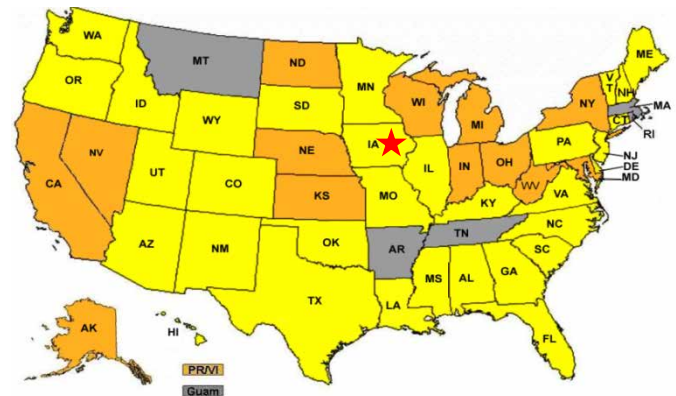 WA
MT
ND
MN
ME
OR
ID
SD
WI
MI
NY
V
T
NH
MA
CT
RI
WY
IA
PA
NJ
DE
MD
NE
IL
IN
OH
WV
VA
NV
UT
CO
KS
MO
KY
CA
NC
TN
AZ
NM
OK
AR
SC
MS
AL
GA
TX
LA
FL
AK
HI
PR/VI
Guam